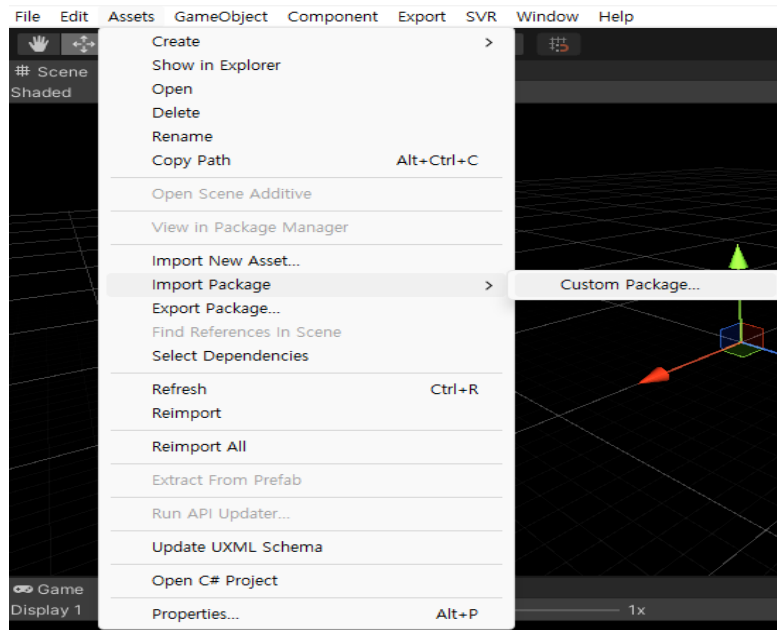 File Edit Assets GameObject Component Export SVR Window Help
Create >
# Scene
Show in Explorer
Shaded
Open
Delete
Rename
Copy Path Alt+Ctrl+C
Open Scene Additive
View in Package Manager
Import New Asset...
Import Package > Custom Package...
Export Package...
Find References In Scene
Select Dependencies
Refresh Ctrl+R
Reimport
Reimport All
Extract From Prefab
Run API Updater...
Update UXML Schema
Open C# Project
Game
Display 1 1x
Properties... Alt+P